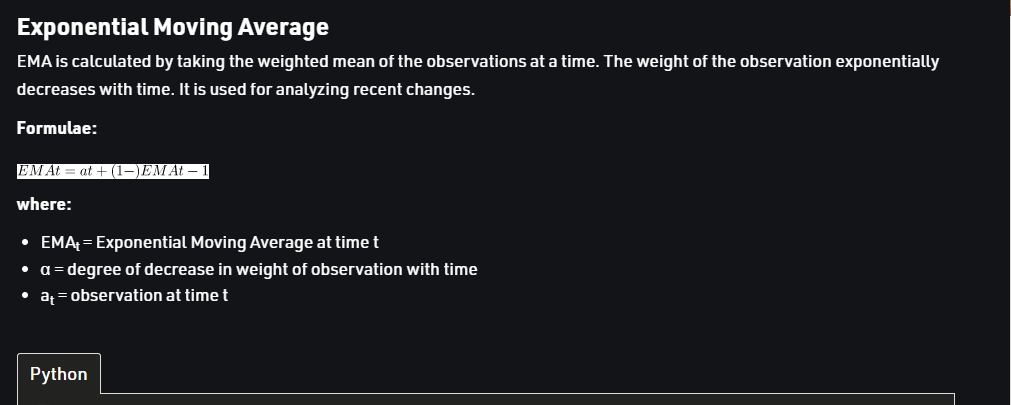 Exponential Moving Average
EMA is calculated by taking the weighted mean of the observations at a time. The weight of the observation exponentially
decreases with time. It is used for analyzing recent changes.
Formulae:
EMAt = at + (1−)EMAt − 1
where:
• EMAₜ = Exponential Moving Average at time t
• α = degree of decrease in weight of observation with time
• aₜ = observation at time t
Python